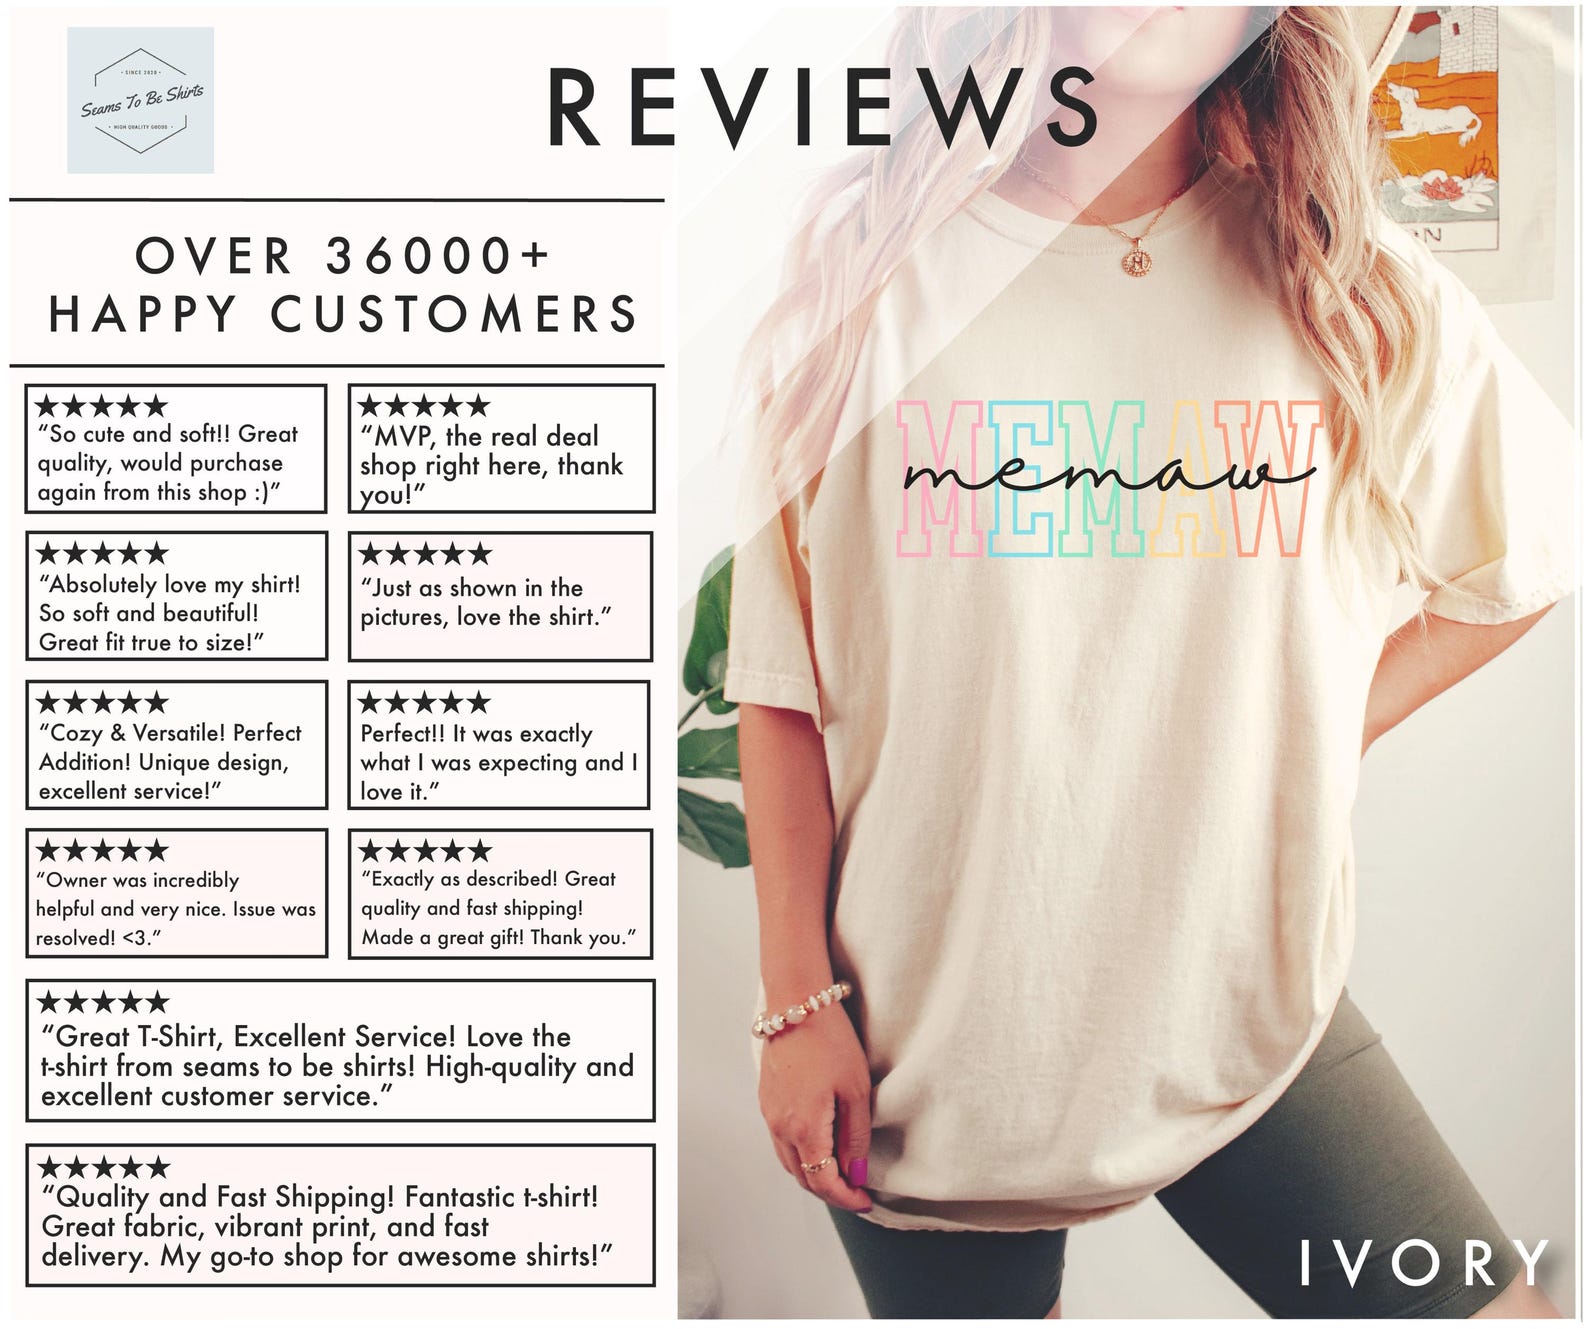 · SINCE 2020 ·
Seams To Be Shirts
· HIGH QUALITY GOODS ·
REVIEWS
OVER 36000+
HAPPY CUSTOMERS
★★★★★
“So cute and soft!! Great
quality, would purchase
again from this shop :)”
★★★★★
“MVP, the real deal
shop right here, thank
you!”
★★★★★
“Absolutely love my shirt!
So soft and beautiful!
Great fit true to size!”
★★★★★
“Just as shown in the
pictures, love the shirt.”
★★★★★
“Cozy & Versatile! Perfect
Addition! Unique design,
excellent service!”
★★★★★
Perfect!! It was exactly
what I was expecting and I
love it.”
★★★★★
“Owner was incredibly
helpful and very nice. Issue was
resolved! <3.”
★★★★★
“Exactly as described! Great
quality and fast shipping!
Made a great gift! Thank you.”
★★★★★
“Great T-Shirt, Excellent Service! Love the
t-shirt from seams to be shirts! High-quality and
excellent customer service.”
★★★★★
“Quality and Fast Shipping! Fantastic t-shirt!
Great fabric, vibrant print, and fast
delivery. My go-to shop for awesome shirts!”
H
MEMAW
memaw
IVORY